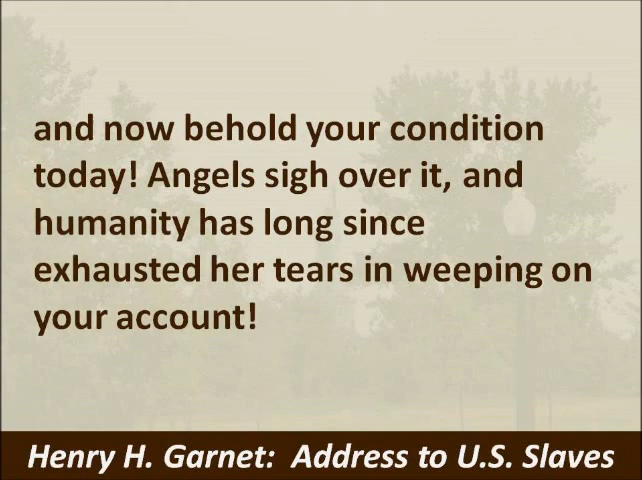 and now behold your condition
today! Angels sigh over it, and
humanity has long since
exhausted her tears in weeping on
your account!
Henry H. Garnet: Address to U.S. Slaves